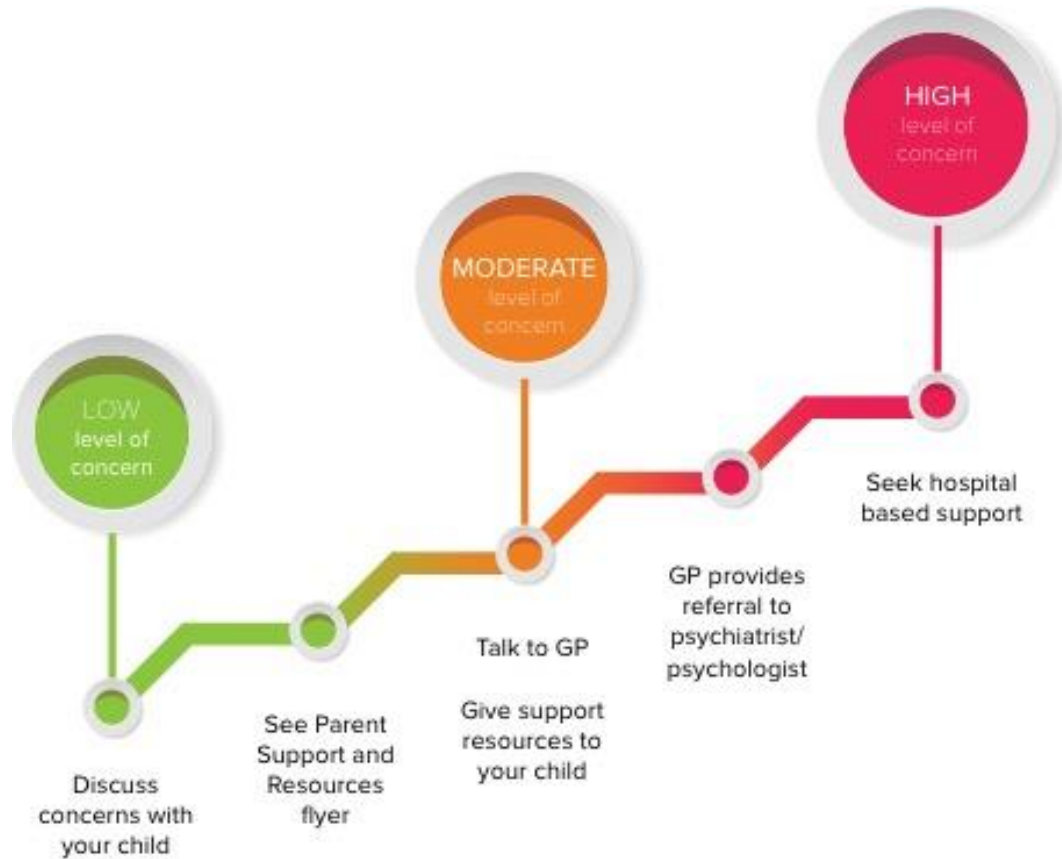 HIGH
level of
concern
MODERATE
level of
concern
LOW
level of
concern
Discuss
concerns with
your child
See Parent
Support and
Resources
flyer
Talk to GP
Give support
resources to
your child
GP provides
referral to
psychiatrist/
psychologist
Seek hospital
based support